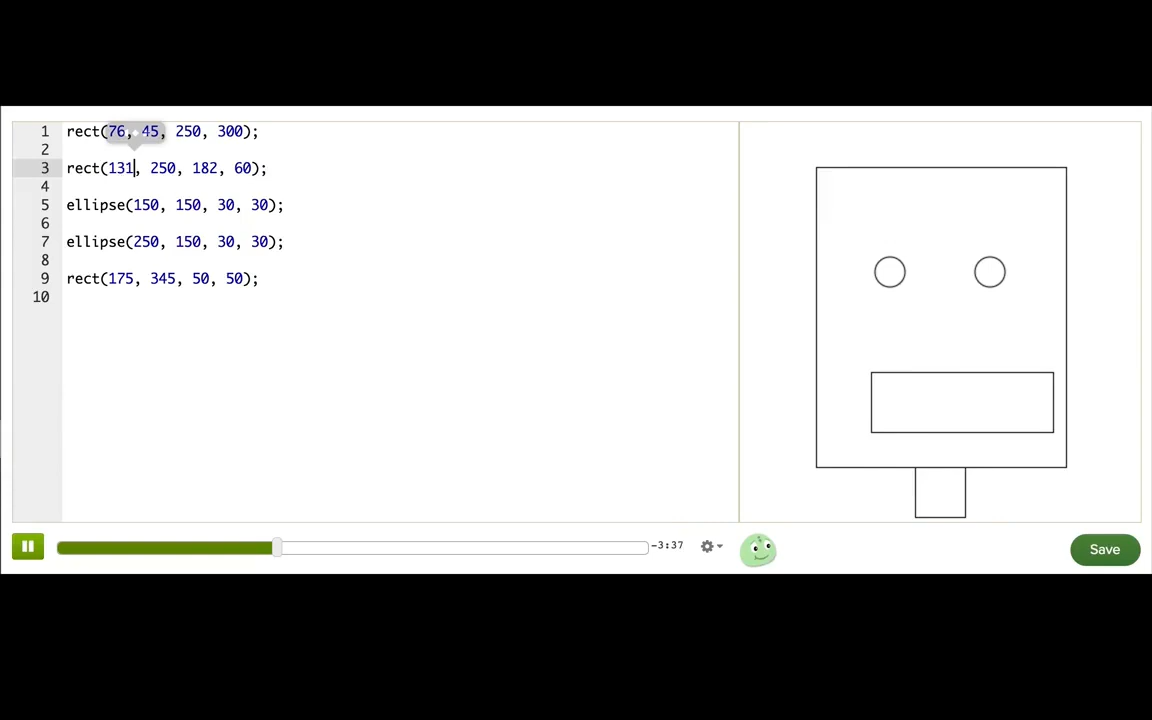 1 rect(76, 45, 250, 300);
2
3 rect(131, 250, 182, 60);
4
5 ellipse(150, 150, 30, 30);
6
7 ellipse(250, 150, 30, 30);
8
9 rect(175, 345, 50, 50);
10
-3:37
Save